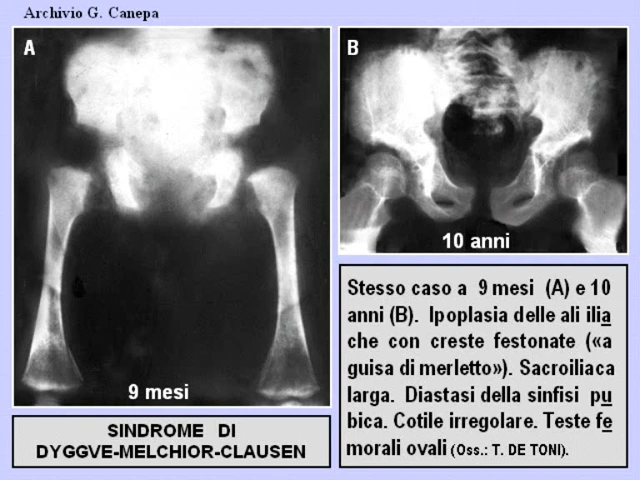 Archivio G. Canepa
A
9 mesi
B
10 anni
SINDROME DI
DYGGVE-MELCHIOR-CLAUSEN
Stesso caso a 9 mesi (A) e 10
anni (B). Ipoplasia delle ali ilia
che con creste festonate («a
guisa di merletto»). Sacroiliaca
larga. Diastasi della sinfisi pu
bica. Cotile irregolare. Teste fe
morali ovali (Oss.: T. DE TONI).